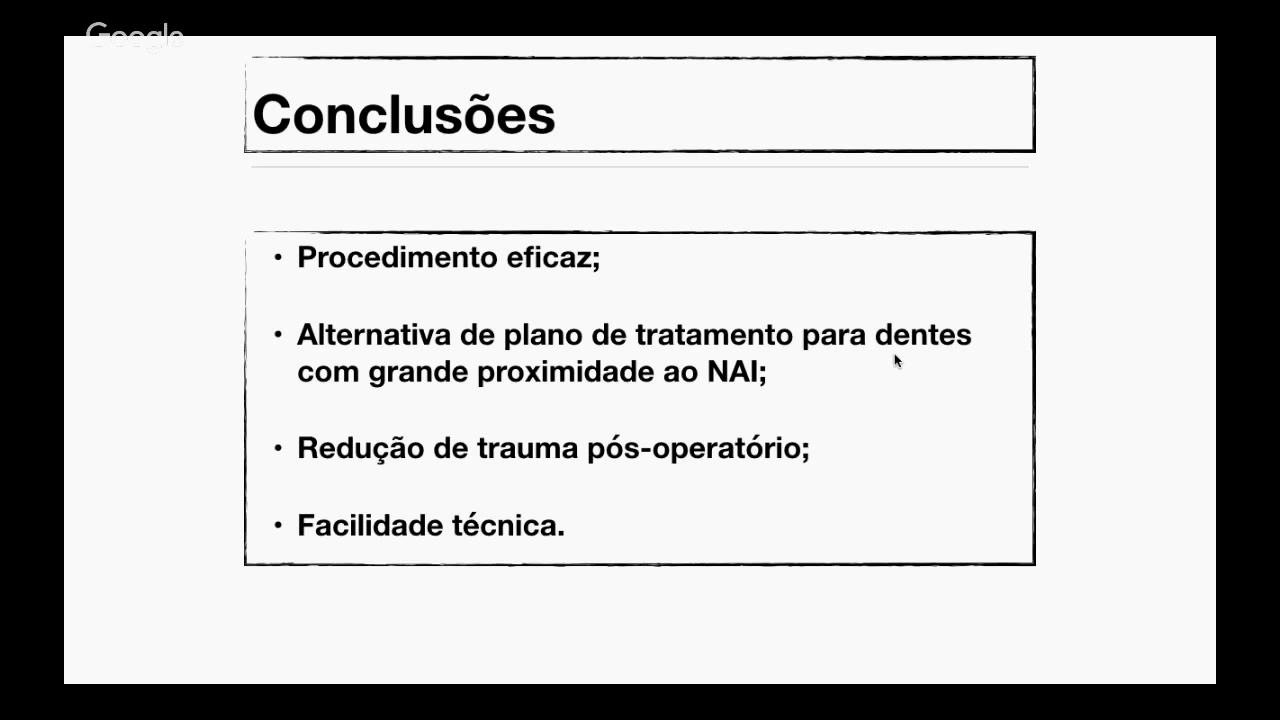 Google
Conclusões
• Procedimento eficaz;
• Alternativa de plano de tratamento para dentes
com grande proximidade ao NAI;
• Redução de trauma pós-operatório;
• Facilidade técnica.